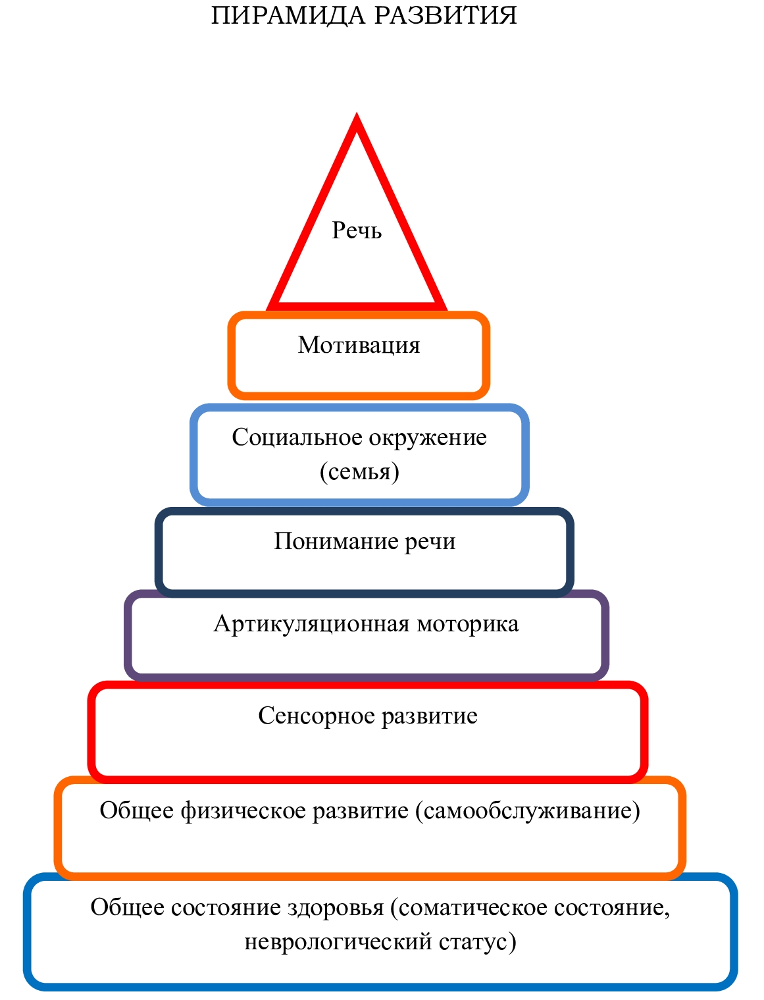 ПИРАМИДА РАЗВИТИЯ
Речь
Мотивация
Социальное окружение
(семья)
Понимание речи
Артикуляционная моторика
Сенсорное развитие
Общее физическое развитие (самообслуживание)
Общее состояние здоровья (соматическое состояние,
неврологический статус)